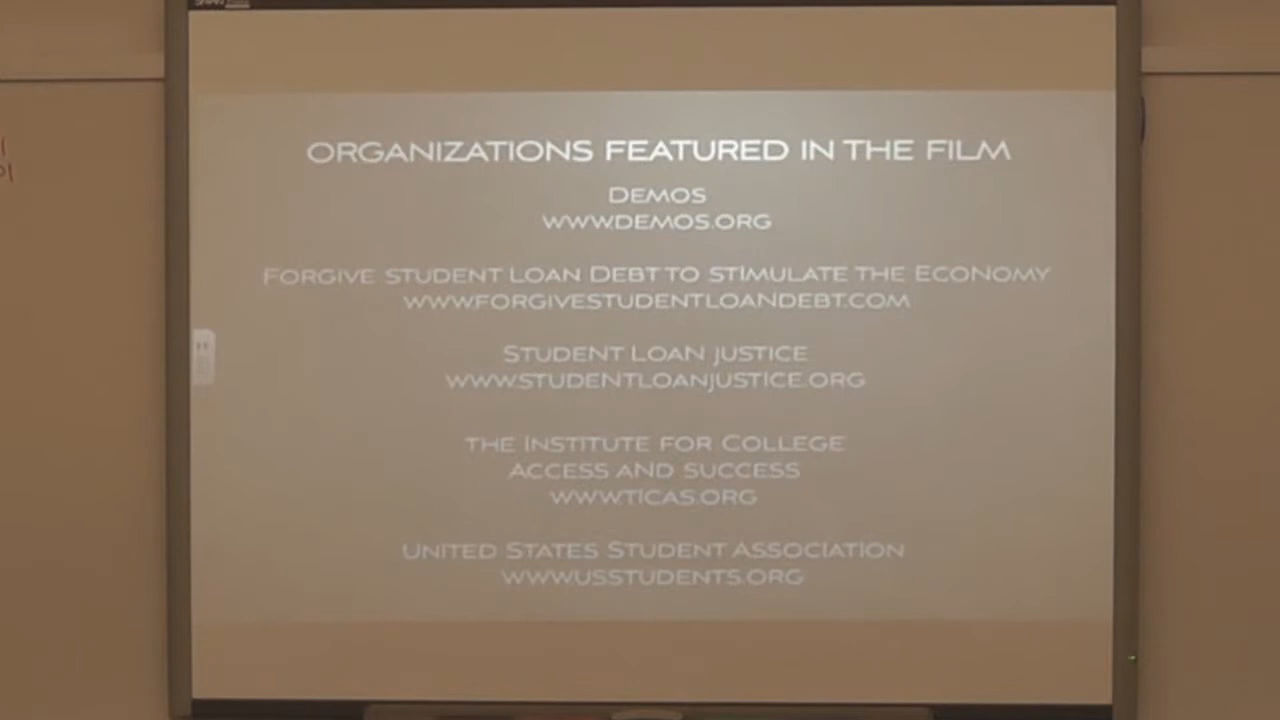 ORGANIZATIONS FEATURED IN THE FILM
DEMOS
WWW.DEMOS.ORG
FORGIVE STUDENT LOAN DEBT TO STIMULATE THE ECONOMY
WWW.FORGIVESTUDENTLOANDEBT.COM
STUDENT LOAN JUSTICE
WWW.STUDENTLOANJUSTICE.ORG
THE INSTITUTE FOR COLLEGE
ACCESS AND SUCCESS
WWW.TICAS.ORG
UNITED STATES STUDENT ASSOCIATION
WWW.USSTUDENTS.ORG